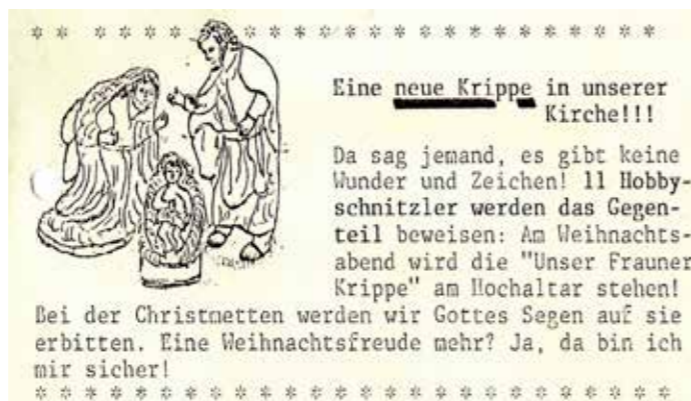 Eine neue Krippe in unserer
Kirche!!!
Da sag jemand, es gibt keine
Wunder und Zeichen! 11 Hobby-
schnitzler werden das Gegen-
teil beweisen: Am Weihnachts-
abend wird die "Unser Frauner
Krippe" am Hochaltar stehen!
Bei der Christmetten werden wir Gottes Segen auf sie
erbitten. Eine Weihnachtsfreude mehr? Ja, da bin ich
mir sicher!